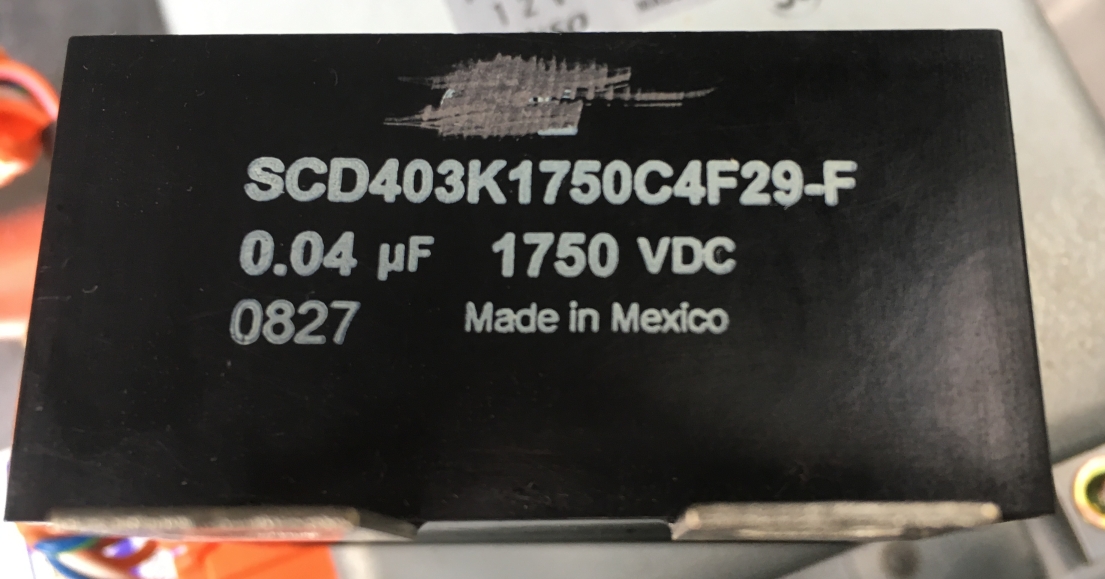 SCD403K1750C4F29-F
0.04 µF 1750 VDC
0827 Made in Mexico